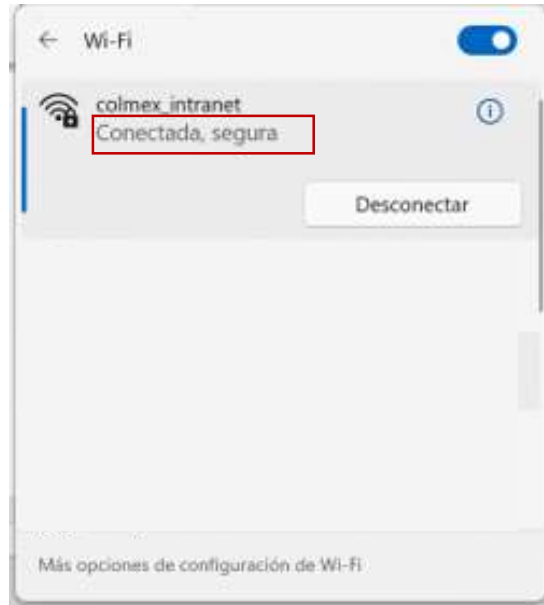 Wi-Fi
colmex_intranet
Conectada, segura
Desconectar
Más opciones de configuración de Wi-Fi